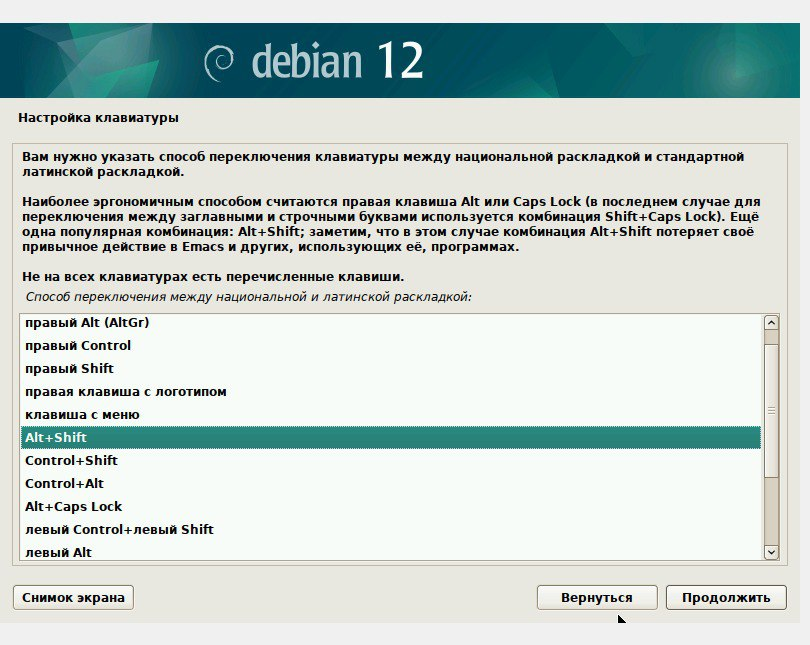 debian 12
Настройка клавиатуры
Вам нужно указать способ переключения клавиатуры между национальной раскладкой и стандартной
латинской раскладкой.
Наиболее эргономичным способом считаются правая клавиша Alt или Caps Lock (в последнем случае для
переключения между заглавными и строчными буквами используется комбинация Shift+Caps Lock). Ещё
одна популярная комбинация: Alt+Shift; заметим, что в этом случае комбинация Alt+Shift потеряет своё
привычное действие в Emacs и других, использующих её, программах.
Не на всех клавиатурах есть перечисленные клавиши.
Способ переключения между национальной и латинской раскладкой:
правый Alt (AltGr)
правый Control
правый Shift
правая клавиша с логотипом
клавиша с меню
Alt+Shift
Control+Shift
Control+Alt
Alt+Caps Lock
левый Control+левый Shift
левый Alt
Снимок экрана
Вернуться
Продолжить